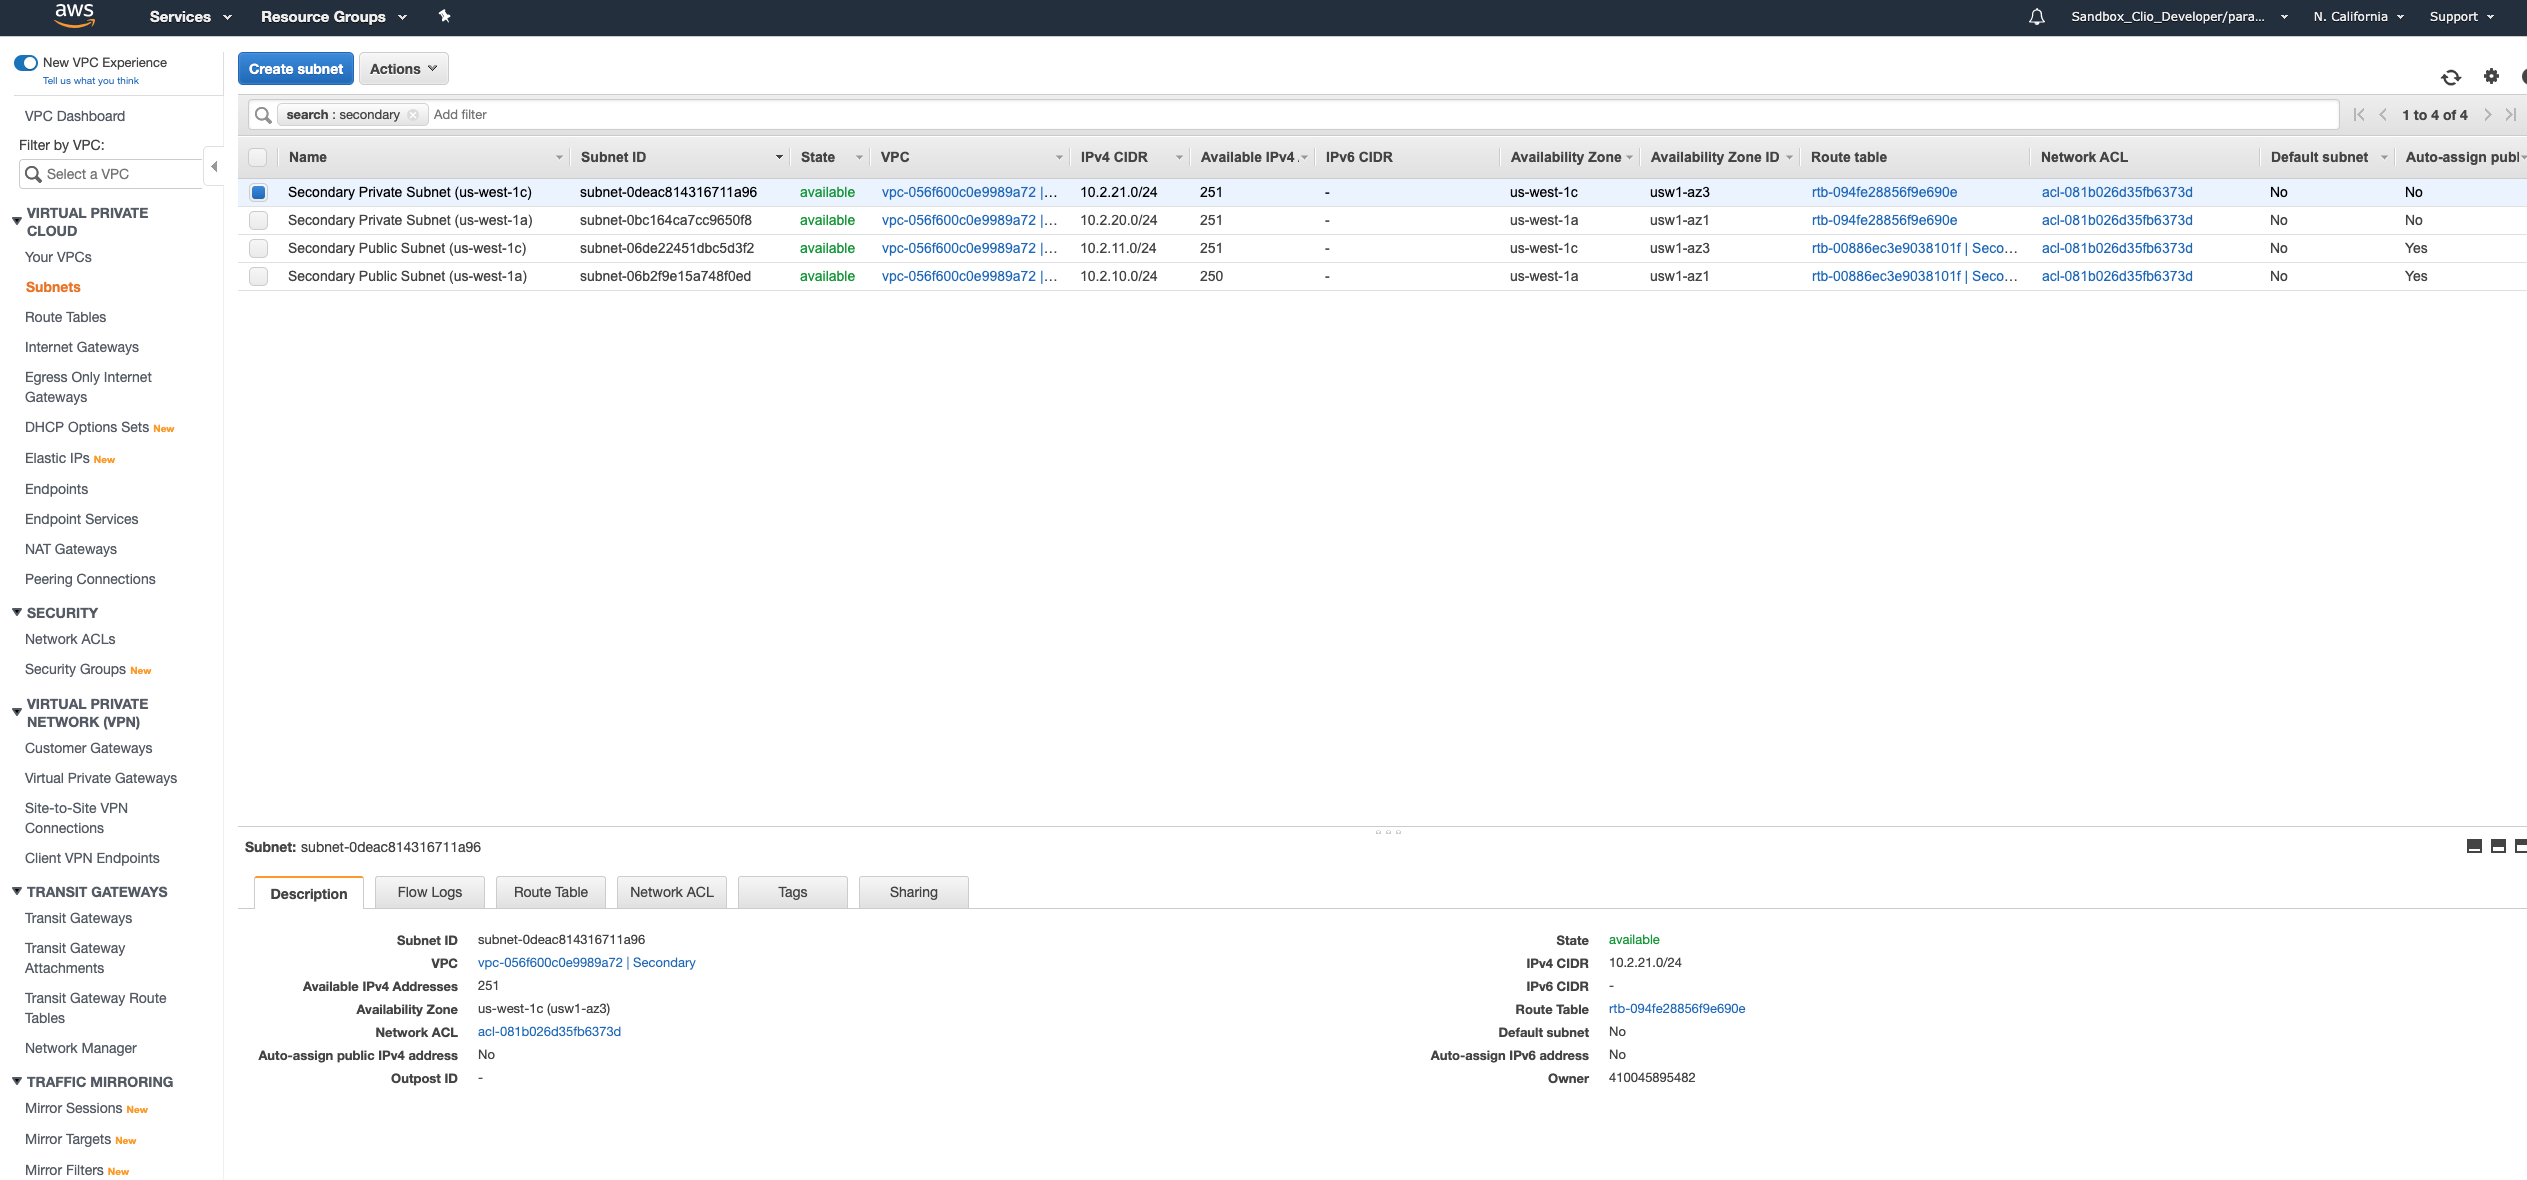 aws Services Resource Groups Sandbox_Clio_Developer/para... N. California Support
New VPC Experience
Tell us what you think
VPC Dashboard
Filter by VPC:
Select a VPC
VIRTUAL PRIVATE
CLOUD
Your VPCs
Subnets
Route Tables
Internet Gateways
Egress Only Internet
Gateways
DHCP Options Sets New
Elastic IPs New
Endpoints
Endpoint Services
NAT Gateways
Peering Connections
SECURITY
Network ACLs
Security Groups New
VIRTUAL PRIVATE
NETWORK (VPN)
Customer Gateways
Virtual Private Gateways
Site-to-Site VPN
Connections
Client VPN Endpoints
TRANSIT GATEWAYS
Transit Gateways
Transit Gateway
Attachments
Transit Gateway Route
Tables
Network Manager
TRAFFIC MIRRORING
Mirror Sessions New
Mirror Targets New
Mirror Filters New
Create subnet Actions
search : secondary Add filter 1 to 4 of 4
Name Subnet ID State VPC IPv4 CIDR Available IPv4 . IPv6 CIDR Availability Zone Availability Zone ID Route table Network ACL Default subnet Auto-assign publ
Secondary Private Subnet (us-west-1c) subnet-0deac814316711a96 available vpc-056f600c0e9989a72 |... 10.2.21.0/24 251 - us-west-1c usw1-az3 rtb-094fe28856f9e690e acl-081b026d35fb6373d No No
Secondary Private Subnet (us-west-1a) subnet-0bc164ca7cc9650f8 available vpc-056f600c0e9989a72 |... 10.2.20.0/24 251 - us-west-1a usw1-az1 rtb-094fe28856f9e690e acl-081b026d35fb6373d No No
Secondary Public Subnet (us-west-1c) subnet-06de22451dbc5d3f2 available vpc-056f600c0e9989a72 |... 10.2.11.0/24 251 - us-west-1c usw1-az3 rtb-00886ec3e9038101f | Seco... acl-081b026d35fb6373d No Yes
Secondary Public Subnet (us-west-1a) subnet-06b2f9e15a748f0ed available vpc-056f600c0e9989a72 |... 10.2.10.0/24 250 - us-west-1a usw1-az1 rtb-00886ec3e9038101f | Seco... acl-081b026d35fb6373d No Yes
Subnet: subnet-0deac814316711a96
Description Flow Logs Route Table Network ACL Tags Sharing
Subnet ID subnet-0deac814316711a96 State available
VPC vpc-056f600c0e9989a72 | Secondary IPv4 CIDR 10.2.21.0/24
Available IPv4 Addresses 251 IPv6 CIDR -
Availability Zone us-west-1c (usw1-az3) Route Table rtb-094fe28856f9e690e
Network ACL acl-081b026d35fb6373d Default subnet No
Auto-assign public IPv4 address No Auto-assign IPv6 address No
Outpost ID - Owner 410045895482